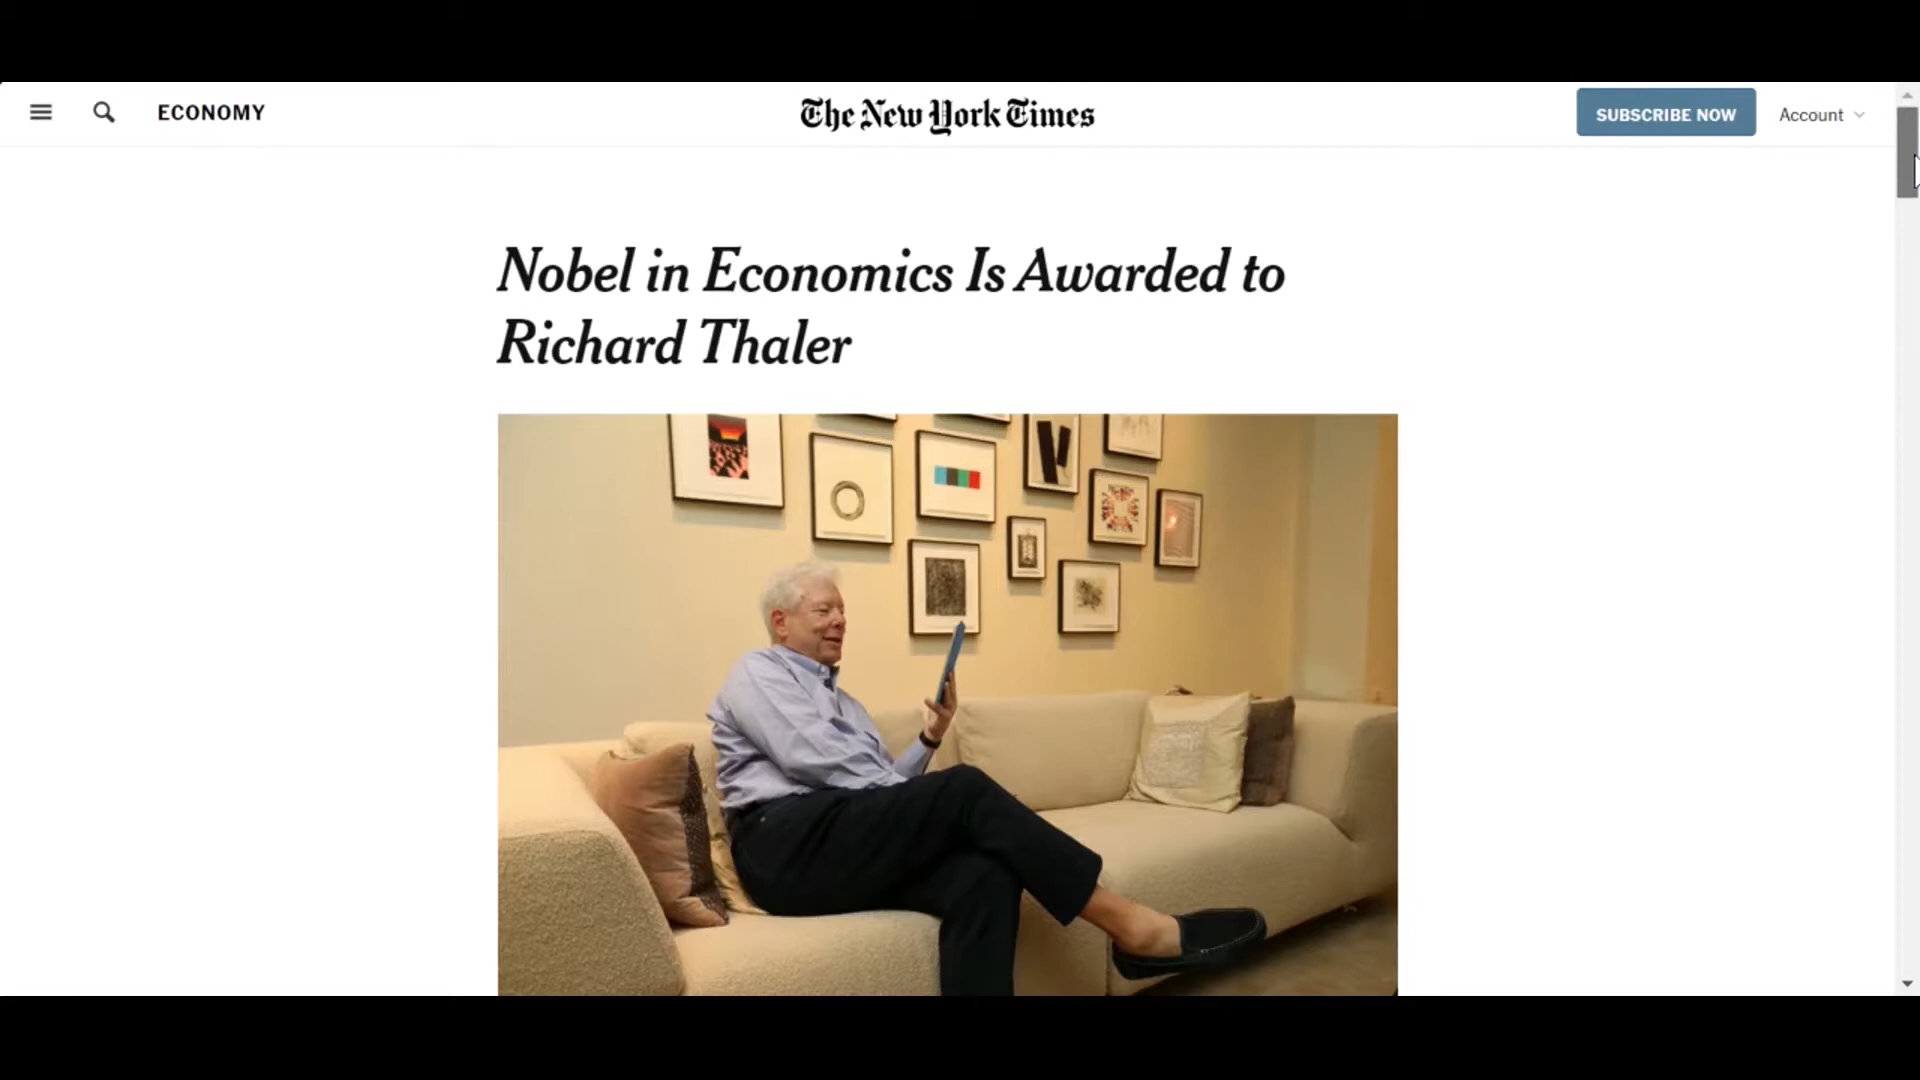 ECONOMY
The New York Times
SUBSCRIBE NOW
Account
Nobel in Economics Is Awarded to
Richard Thaler